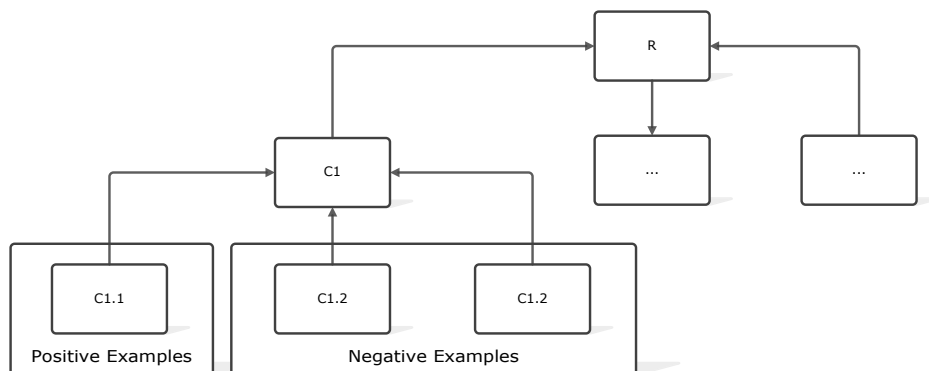 R
C1
...
...
C1.1
C1.2
C1.2
Positive Examples
Negative Examples